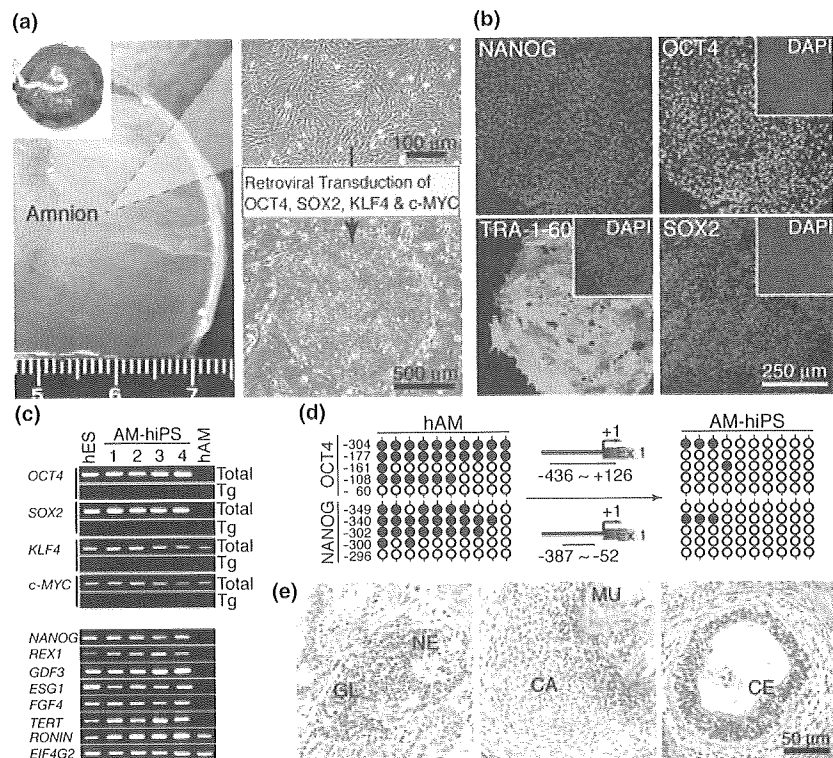 (a)
Amnion
5 6 7
100 µm
Retroviral Transduction of
OCT4, SOX2, KLF4 & c-MYC
500 µm
(b)
NANOG
OCT4
DAPI
TRA-1-60
DAPI
SOX2
DAPI
250 µm
(c)
hES
AM-hiPS
1 2 3 4
hAM
OCT4
Total
Tg
SOX2
Total
Tg
KLF4
Total
Tg
c-MYC
Total
Tg
NANOG
REX1
GDF3
ESG1
FGF4
TERT
RONIN
EIF4G2
(d)
hAM
AM-hiPS
OCT4
-304
-177
-161
-108
- 60
+1
-436 ~ +126
NANOG
-349
-340
-302
-300
-296
+1
-387 ~ -52
(e)
NE
GL
MU
CA
CE
50 µm